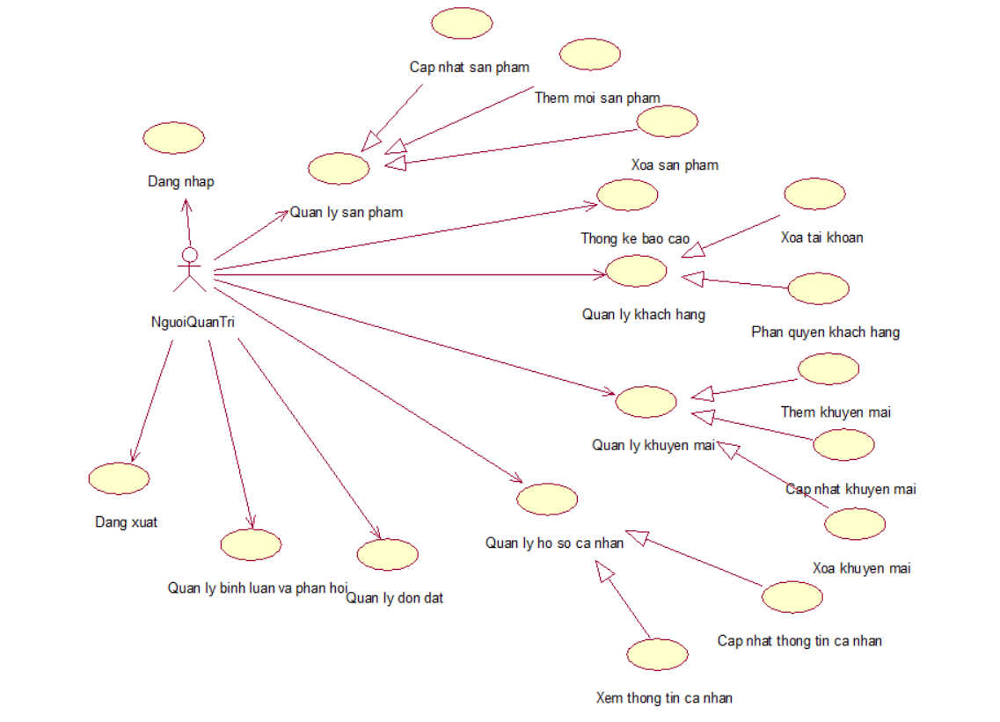 Cap nhat san pham
Them moi san pham
Xoa san pham
Dang nhap
Quan ly san pham
Thong ke bao cao
Xoa tai khoan
NguoiQuanTri
Quan ly khach hang
Phan quyen khach hang
Them khuyen mai
Quan ly khuyen mai
Cap nhat khuyen mai
Dang xuat
Quan ly ho so ca nhan
Xoa khuyen mai
Quan ly binh luan va phan hoi
Quan ly don dat
Cap nhat thong tin ca nhan
Xem thong tin ca nhan